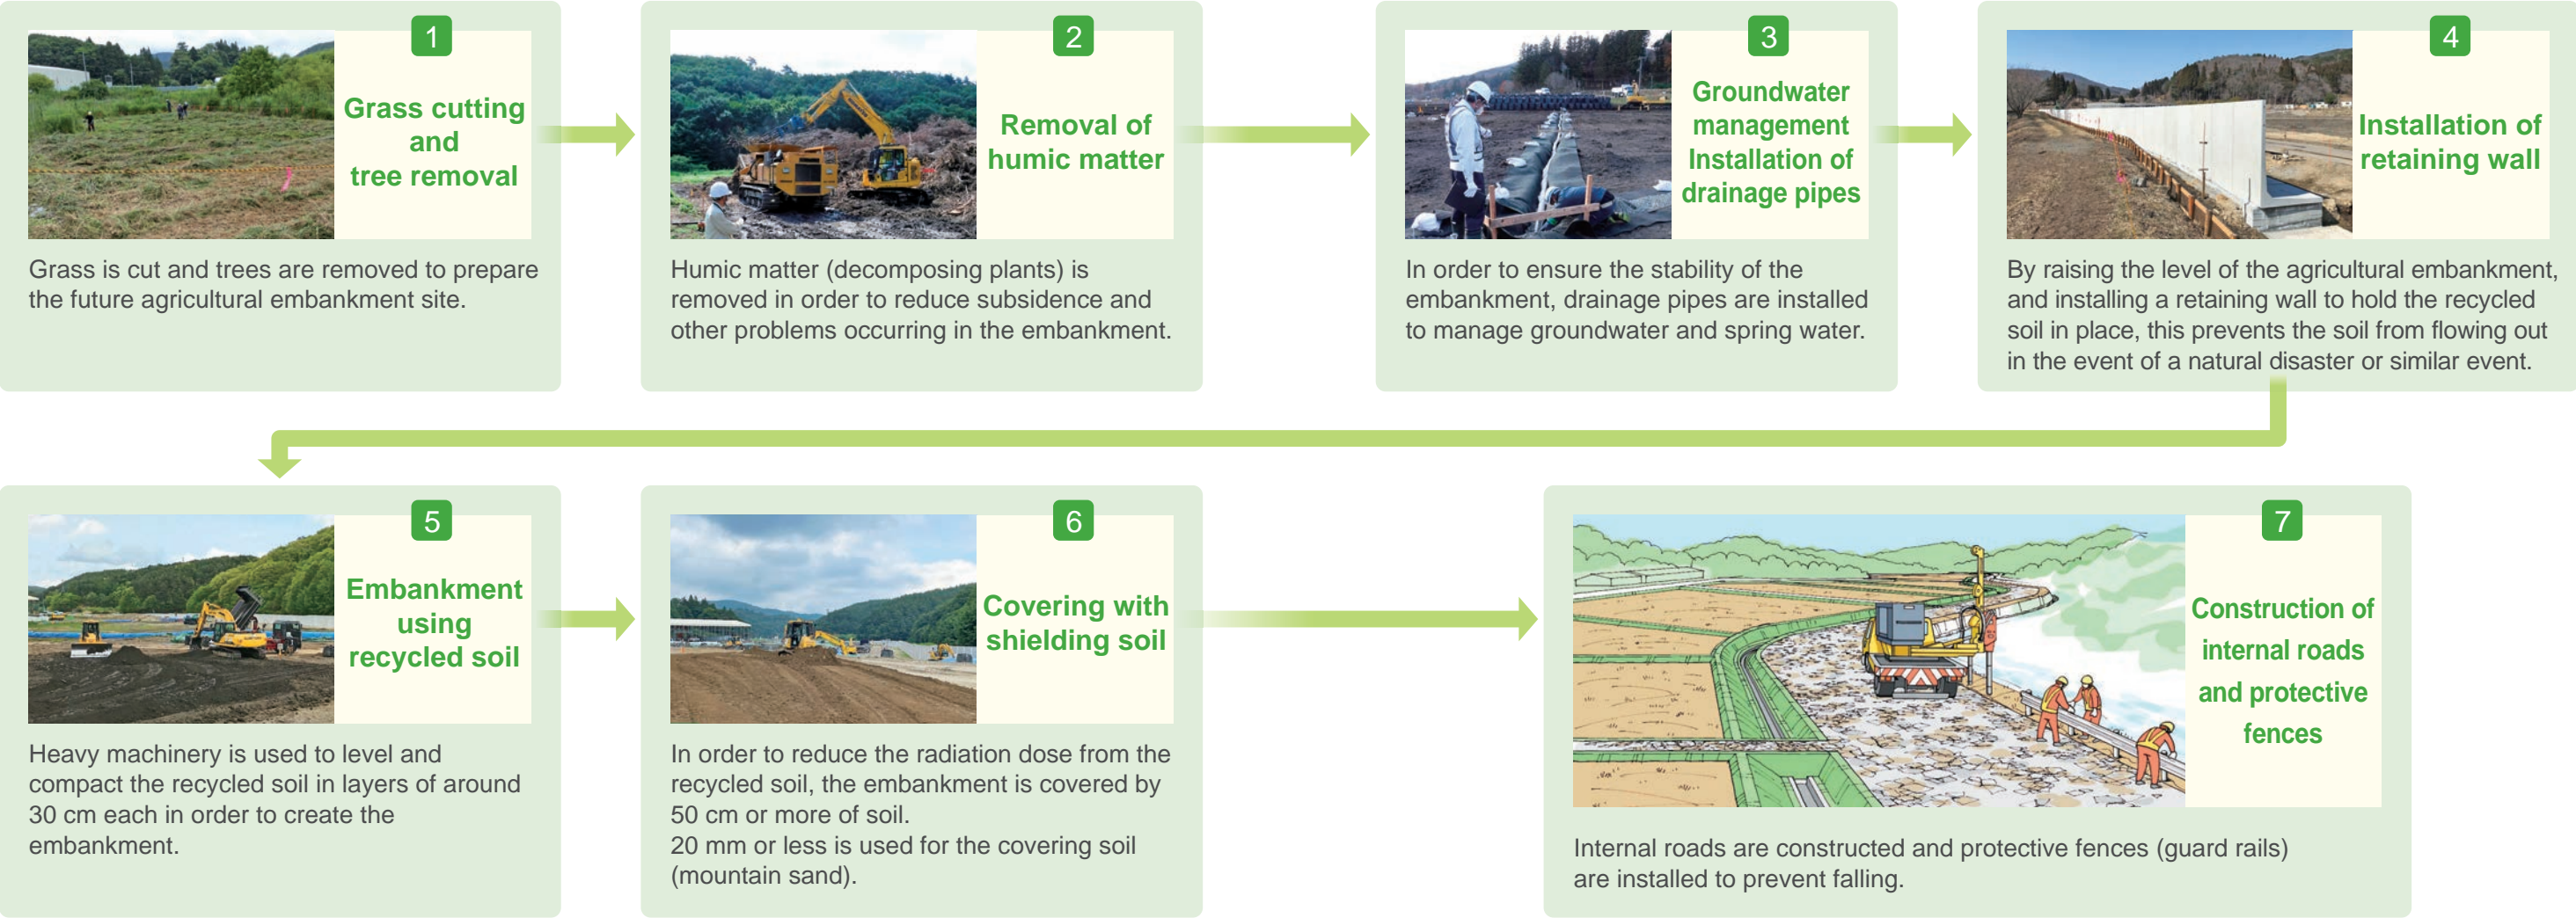 1
Grass cutting
and
tree removal
Grass is cut and trees are removed to prepare
the future agricultural embankment site.
2
Removal of
humic matter
Humic matter (decomposing plants) is
removed in order to reduce subsidence and
other problems occurring in the embankment.
3
Groundwater
management
Installation of
drainage pipes
In order to ensure the stability of the
embankment, drainage pipes are installed
to manage groundwater and spring water.
4
Installation of
retaining wall
By raising the level of the agricultural embankment,
and installing a retaining wall to hold the recycled
soil in place, this prevents the soil from flowing out
in the event of a natural disaster or similar event.
5
Embankment
using
recycled soil
Heavy machinery is used to level and
compact the recycled soil in layers of around
30 cm each in order to create the
embankment.
6
Covering with
shielding soil
In order to reduce the radiation dose from the
recycled soil, the embankment is covered by
50 cm or more of soil.
20 mm or less is used for the covering soil
(mountain sand).
7
Construction of
internal roads
and protective
fences
Internal roads are constructed and protective fences (guard rails)
are installed to prevent falling.